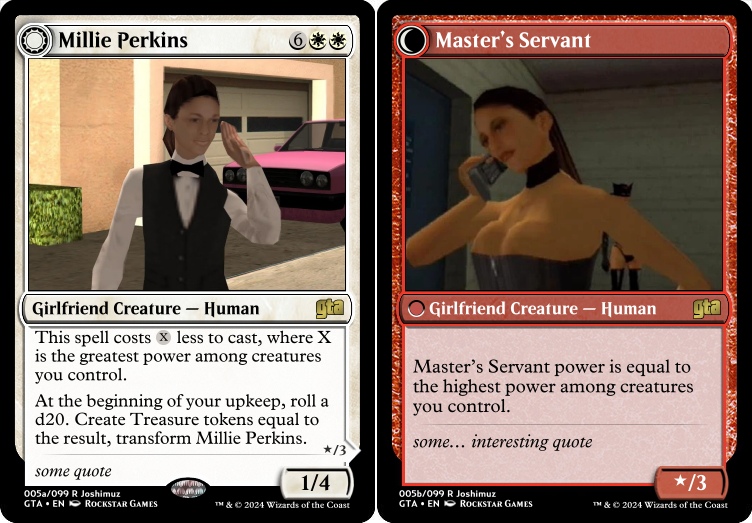 Millie Perkins 6
This spell costs X less to cast, where X
is the greatest power among creatures
you control.
At the beginning of your upkeep, roll a
d20. Create Treasure tokens equal to
the result, transform Millie Perkins.
★/3
some quote
Girlfriend Creature — Human gta
1/4
005a/099 R Joshimuz
GTA • EN Rockstar Games
™ & © 2024 Wizards of the Coast
Master's Servant
Girlfriend Creature — Human gta
Master's Servant power is equal to
the highest power among creatures
you control.
some... interesting quote
★/3
005b/099 R Joshimuz
GTA • EN Rockstar Games
™ & © 2024 Wizards of the Coast